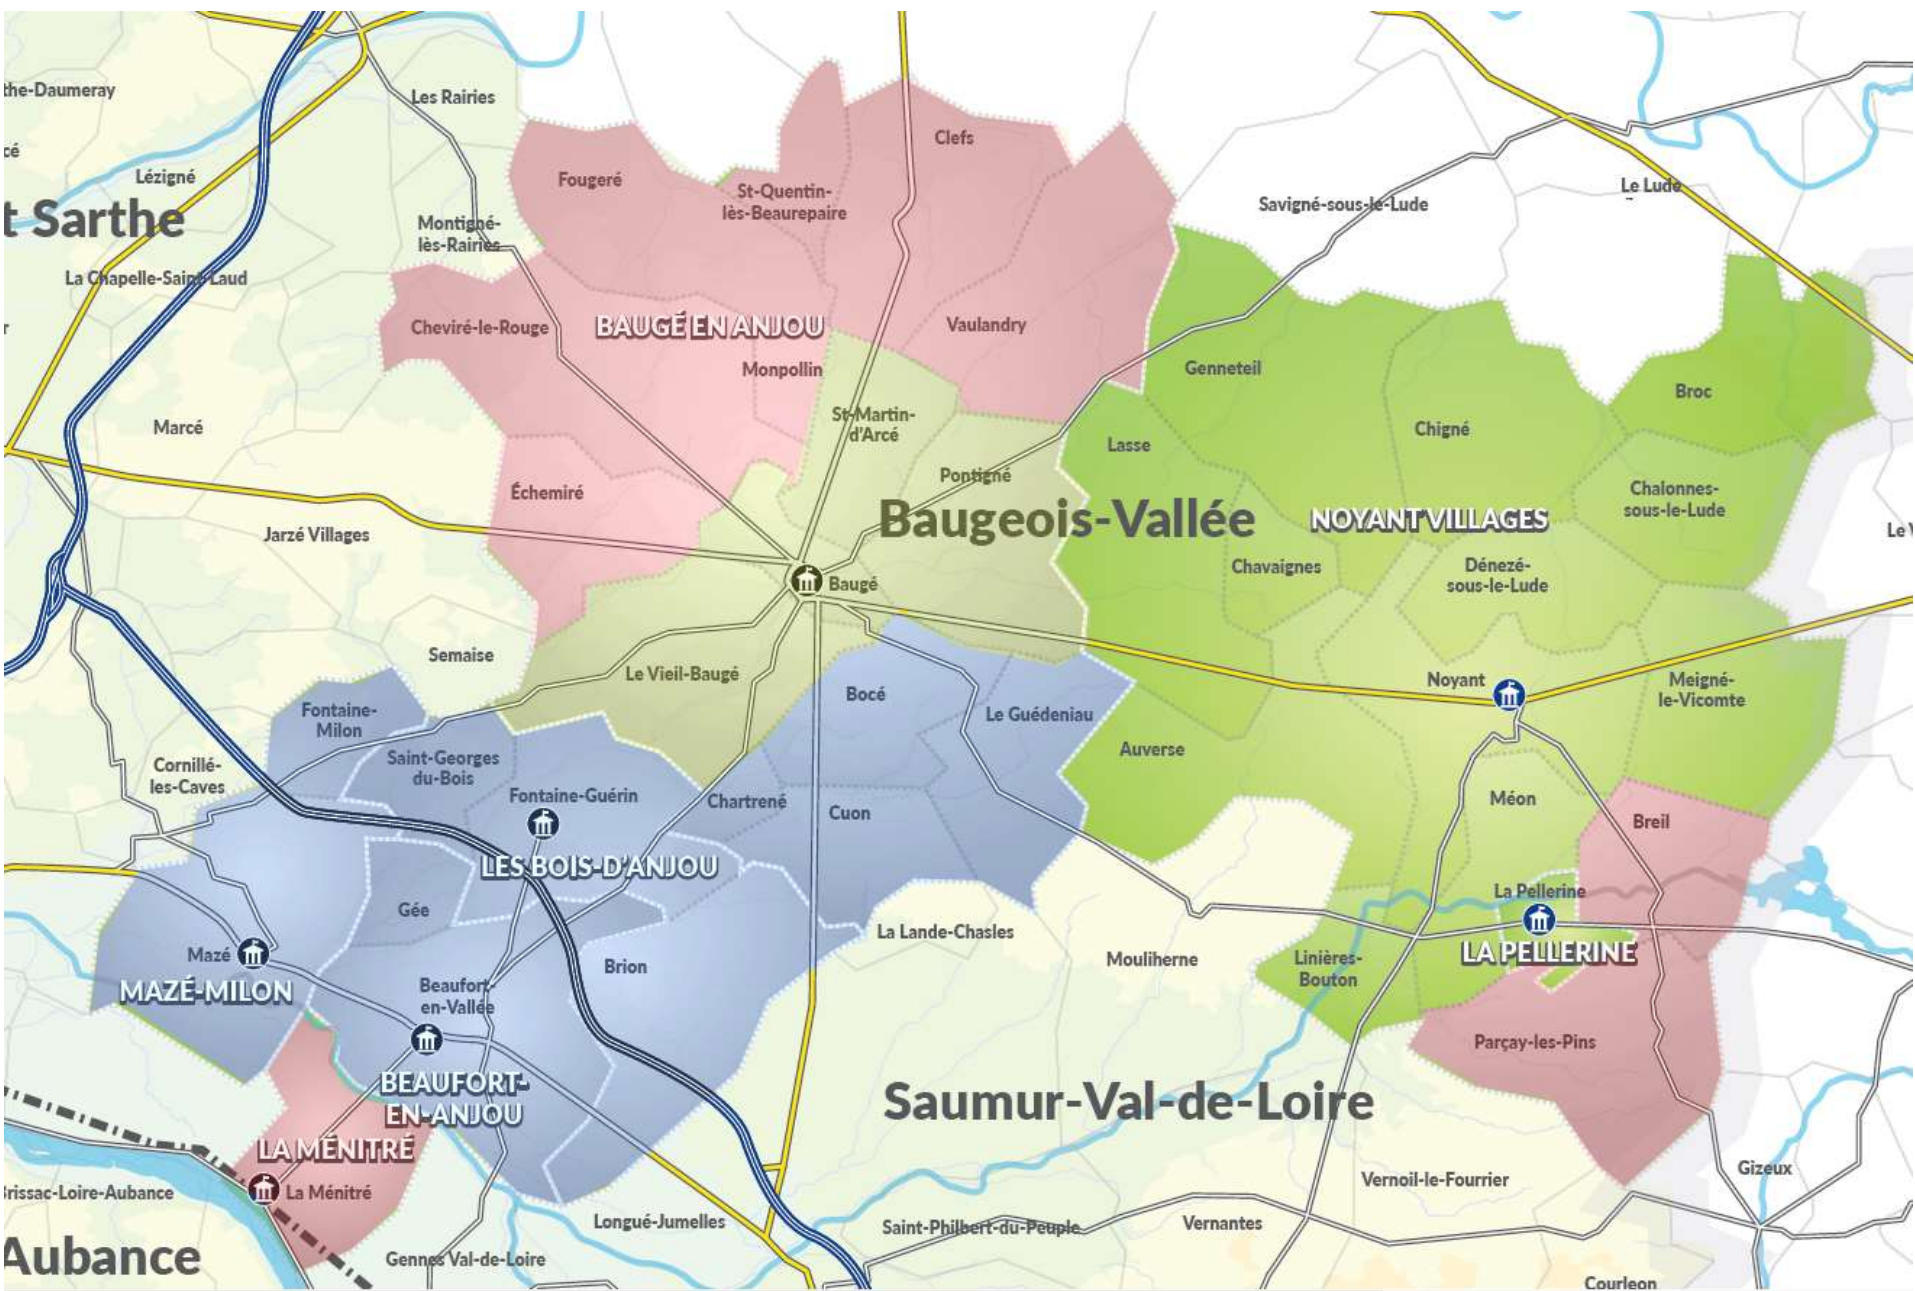 the-Daumeray
Les Rairies
Clefs
cé
Lézigné
Fougeré
St-Quentin-
lès-Beaurepaire
Savigné-sous-le-Lude
Le Lude
t Sarthe
Montigné-
lès-Rairies
La Chapelle-Saint-Laud
Cheviré-le-Rouge
BAUGÉ EN ANJOU
Vaulandry
r
Monpollin
Genneteil
Broc
Marcé
St-Martin-
d'Arcé
Lasse
Chigné
Échemiré
Pontigné
Chalonnes-
sous-le-Lude
Jarzé Villages
Baugeois-Vallée
NOYANT VILLAGES
Le V
Baugé
Chavaignes
Dénezé-
sous-le-Lude
Semaise
Le Vieil-Baugé
Bocé
Le Guédeniau
Noyant
Meigné-
le-Vicomte
Fontaine-
Milon
Saint-Georges
du-Bois
Auverse
Cornillé-
les-Caves
Fontaine-Guérin
Chartrené
Cuon
Méon
Breil
LES BOIS-D'ANJOU
Gée
La Pellerine
La Lande-Chasles
LA PELLERINE
Mazé
MAZÉ-MILON
Brion
Mouliherne
Linières-
Bouton
Beaufort-
en-Vallée
Parçay-les-Pins
BEAUFORT-
EN-ANJOU
Saumur-Val-de-Loire
LA MÉNITRÉ
La Ménitré
rissac-Loire-Aubance
Vernoil-le-Fourrier
Gizeux
Longué-Jumelles
Saint-Philbert-du-Peuple
Vernantes
Aubance
Gennes Val-de-Loire
Courleon